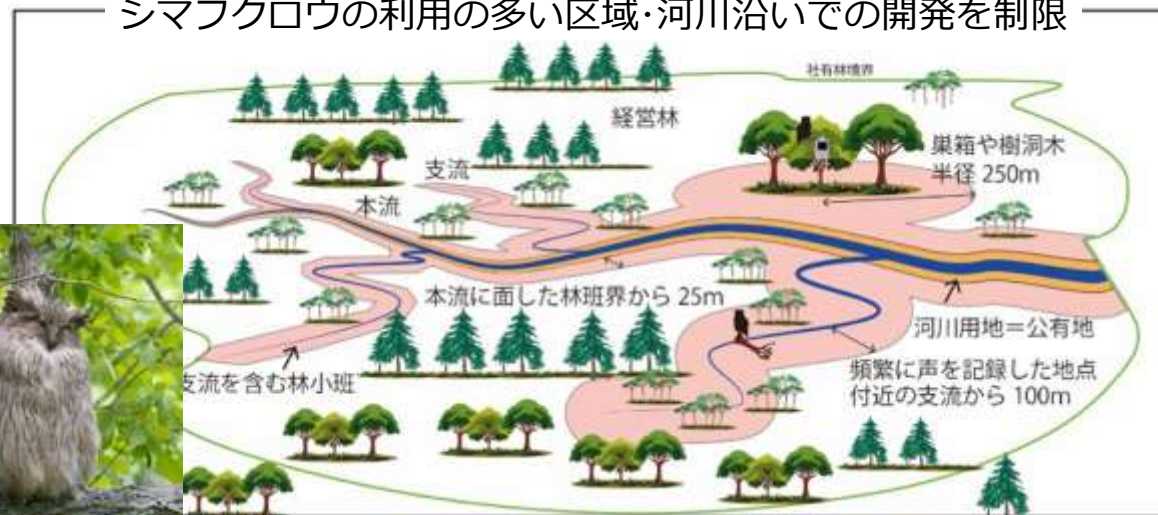 シマフクロウの利用の多い区域･河川沿いでの開発を制限
社有林境界
経営林
巣箱や樹洞木
半径 250m
支流
本流
本流に面した林班界から 25m
河川用地＝公有地
支流を含む林小班
頻繁に声を記録した地点
付近の支流から 100m